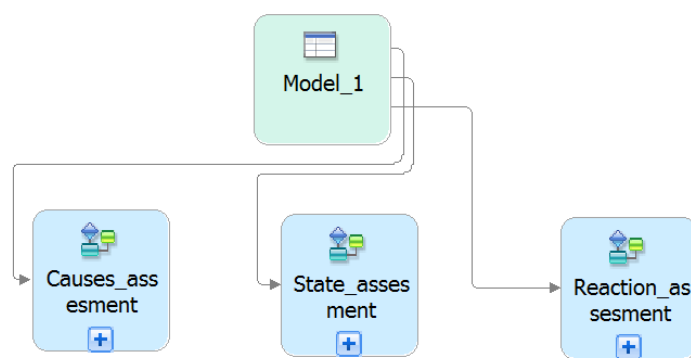 Model_1
Causes_ass
esment
State_asses
ment
Reaction_as
sesment